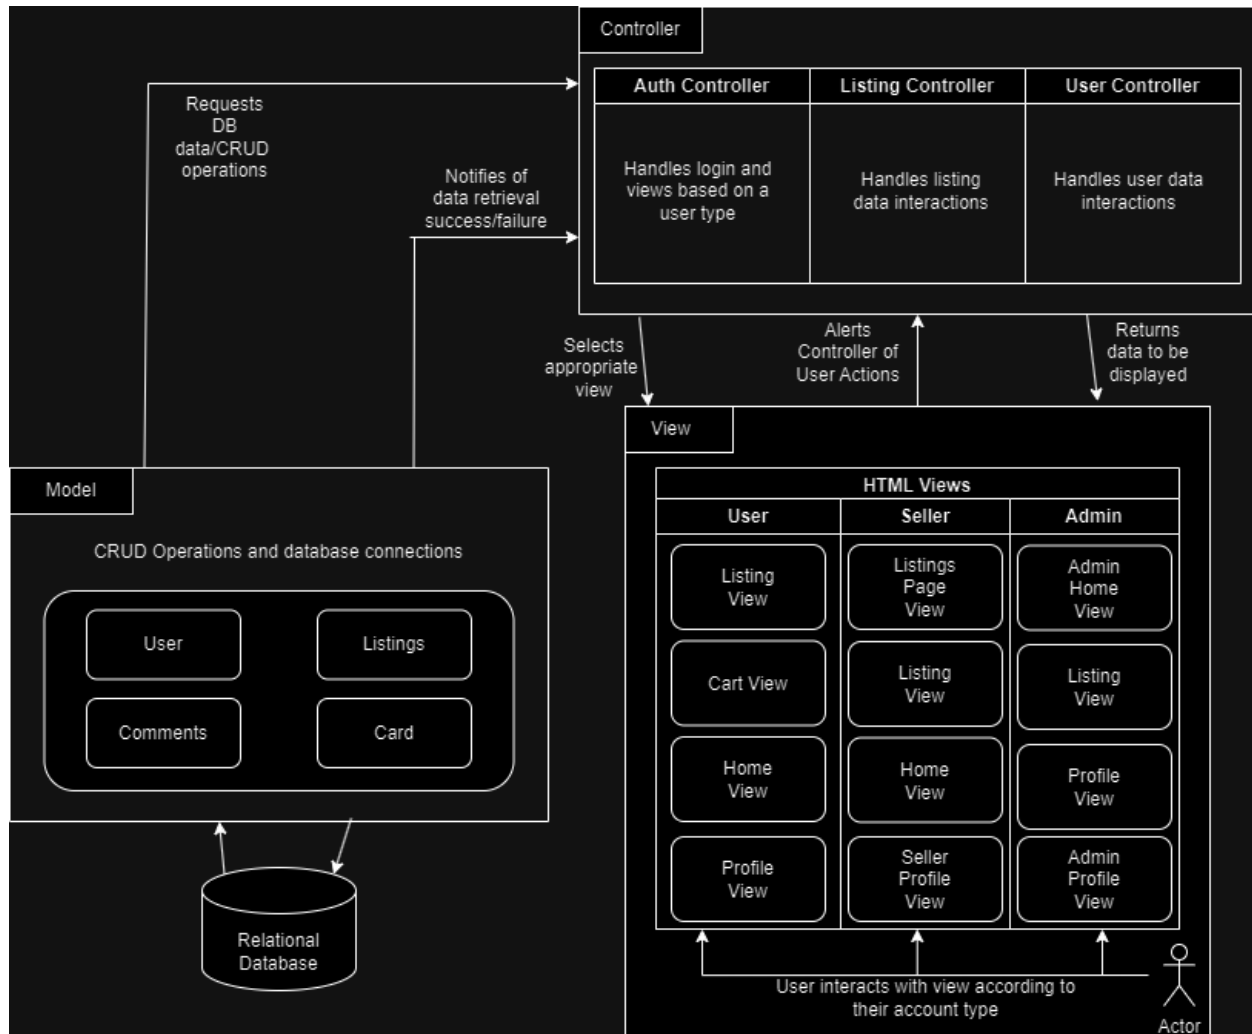 Controller
Auth Controller
Listing Controller
User Controller
Handles login and
views based on a
user type
Handles listing
data interactions
Handles user data
interactions
Requests
DB
data/CRUD
operations
Notifies of
data retrieval
success/failure
Selects
appropriate
view
Alerts
Controller of
User Actions
Returns
data to be
displayed
Model
CRUD Operations and database connections
User
Listings
Comments
Card
Relational
Database
View
HTML Views
User
Seller
Admin
Listing
View
Listings
Page
View
Admin
Home
View
Cart View
Listing
View
Listing
View
Home
View
Home
View
Profile
View
Profile
View
Seller
Profile
View
Admin
Profile
View
User interacts with view according to
their account type
Actor